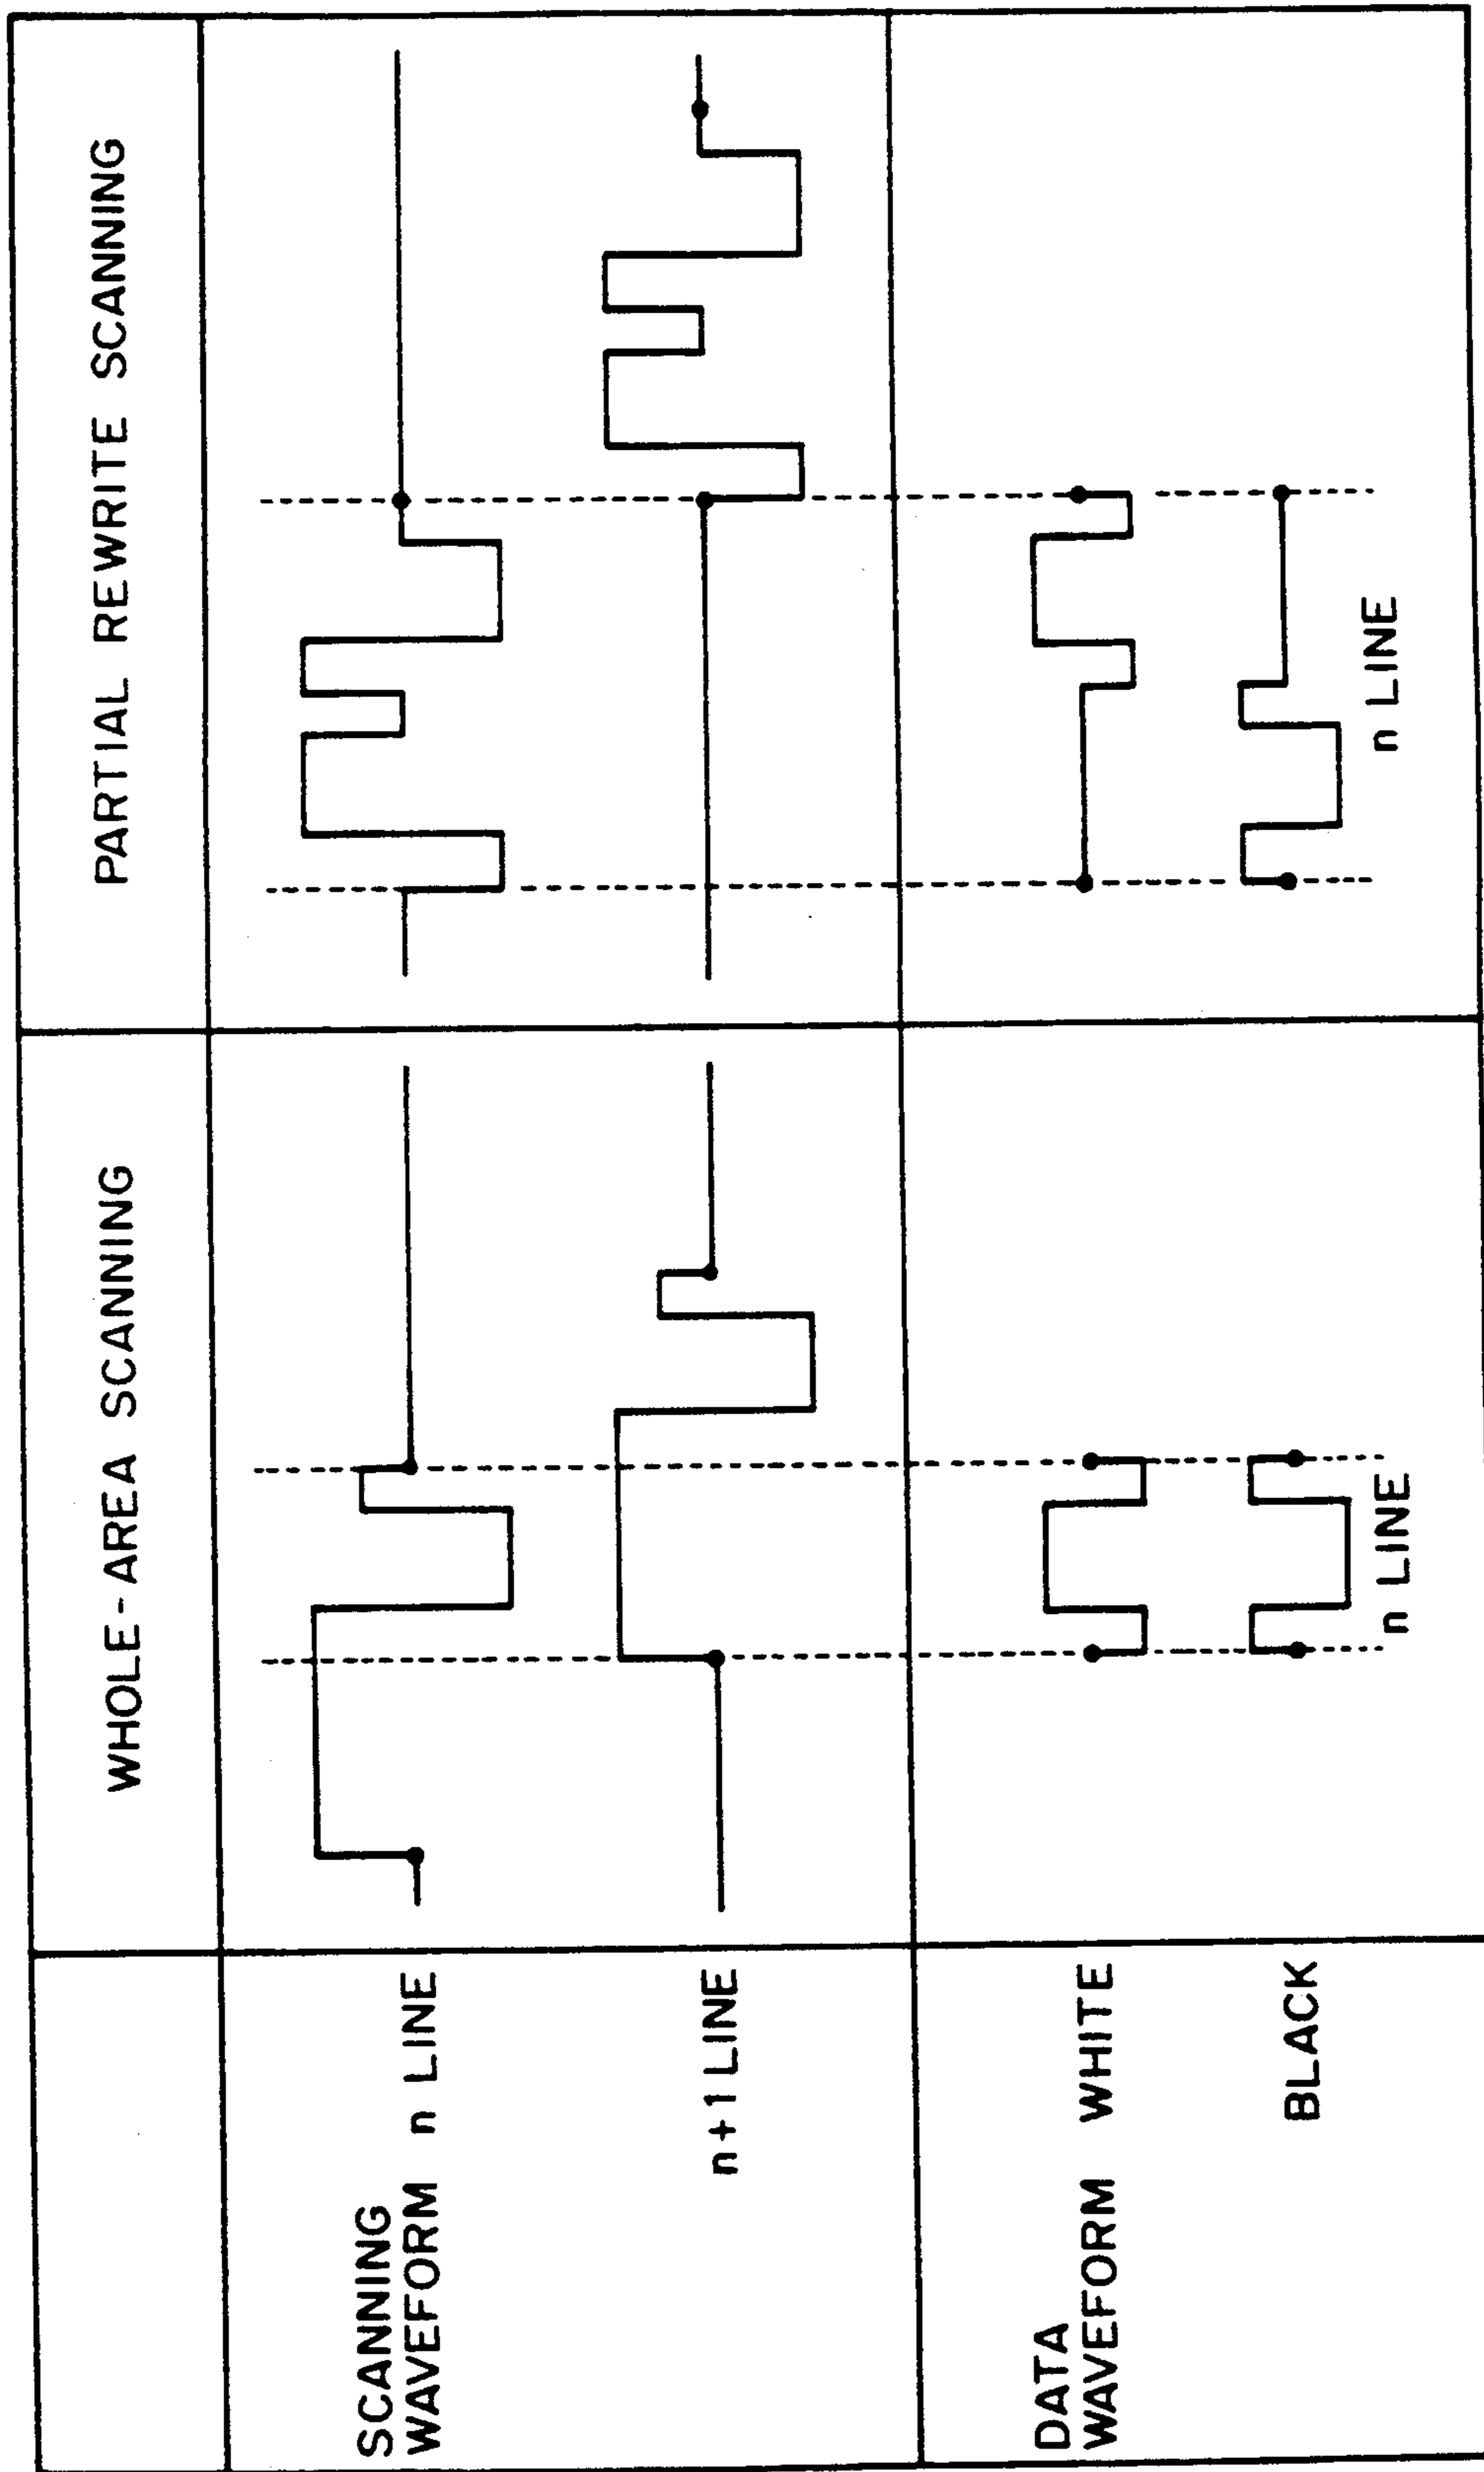 WHOLE-AREA SCANNING
PARTIAL REWRITE SCANNING
SCANNING
WAVEFORM n LINE
n+1 LINE
DATA
WAVEFORM WHITE
BLACK
n LINE
n LINE